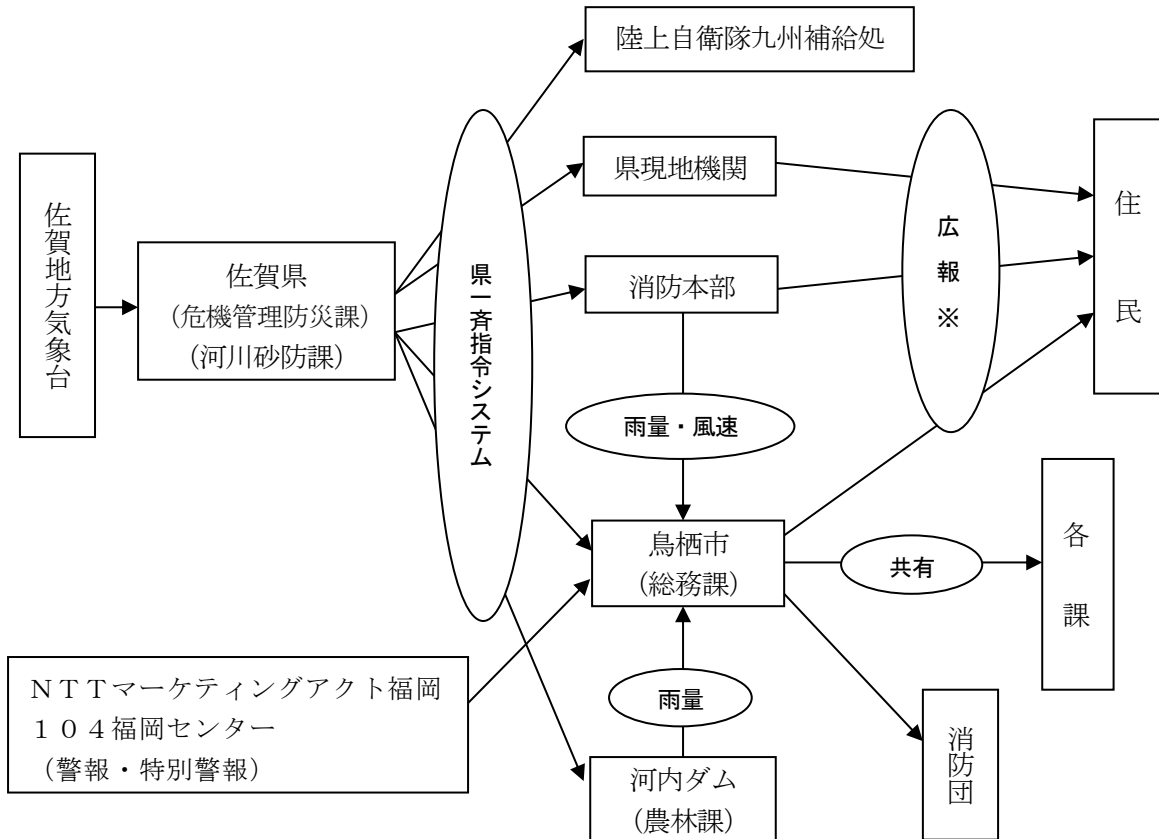 陸上自衛隊九州補給処
佐賀地方気象台
佐賀県
（危機管理防災課）
（河川砂防課）
県一斉指令システム
県現地機関
消防本部
広報※
住民
雨量・風速
鳥栖市
（総務課）
共有
各課
ＮＴＴマーケティングアクト福岡
１０４福岡センター
（警報・特別警報）
雨量
河内ダム
（農林課）
消防団